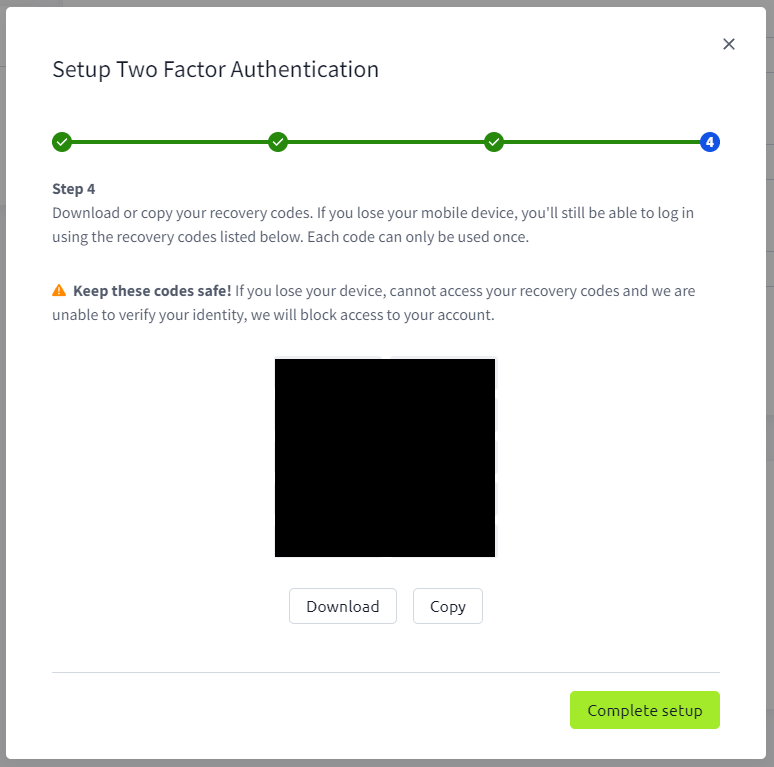 Setup Two Factor Authentication
4
Step 4
Download or copy your recovery codes. If you lose your mobile device, you'll still be able to log in
using the recovery codes listed below. Each code can only be used once.
Keep these codes safe! If you lose your device, cannot access your recovery codes and we are
unable to verify your identity, we will block access to your account.
Download Copy
Complete setup